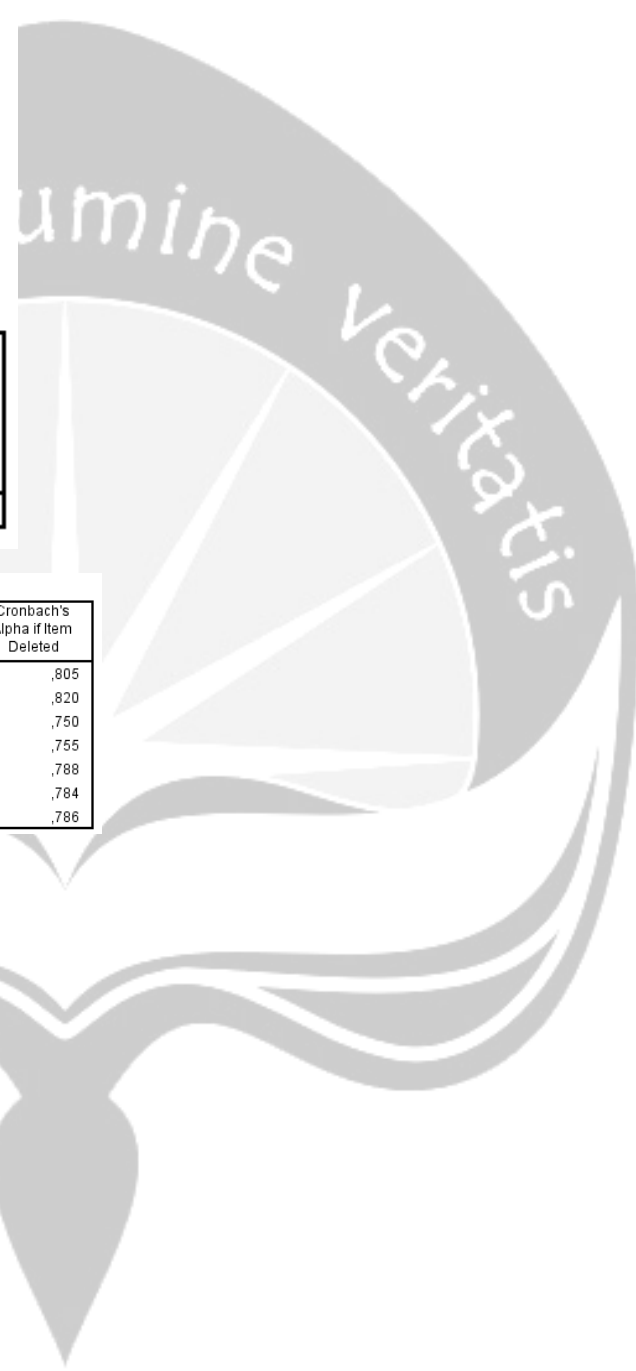 umine veritatis
Cronbach's
Alpha if Item
Deleted
,805
,820
,750
,755
,788
,784
,786